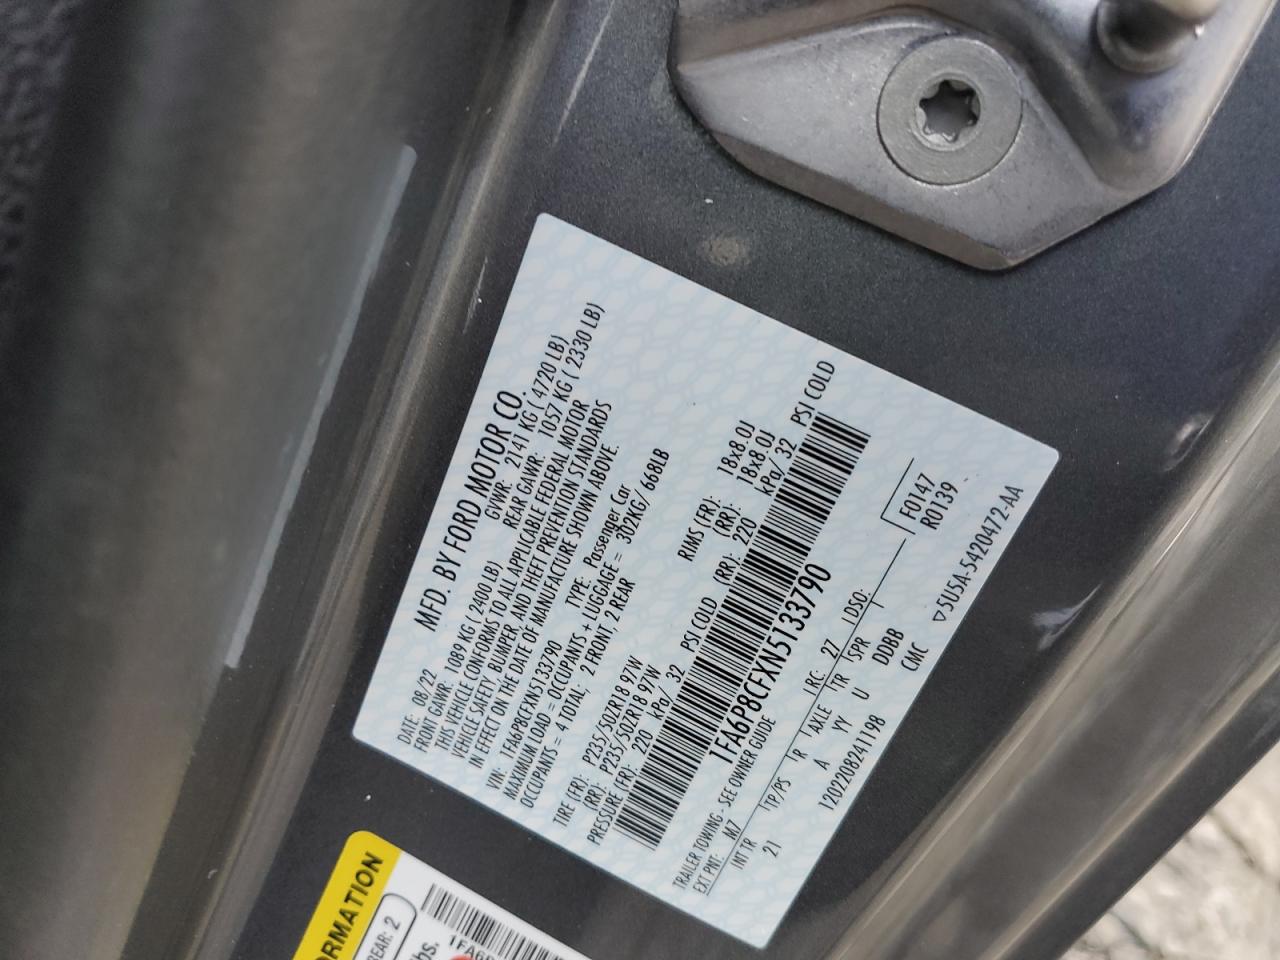 MFD. BY FORD MOTOR CO.
DATE: 08/22 GVWR: 2141 KG ( 4720 LB)
FRONT GAWR: 1089 KG ( 2400 LB) REAR GAWR: 1057 KG ( 2330 LB)
THIS VEHICLE CONFORMS TO ALL APPLICABLE FEDERAL MOTOR
VEHICLE SAFETY, BUMPER, AND THEFT PREVENTION STANDARDS
IN EFFECT ON THE DATE OF MANUFACTURE SHOWN ABOVE.
VIN: 1FA6P8CFXN5133790 TYPE: Passenger Car
MAXIMUM LOAD = OCCUPANTS + LUGGAGE = 302KG/ 668LB
OCCUPANTS = 4 TOTAL; 2 FRONT, 2 REAR
TIRE (FR): P235/50ZR18 97W RIMS (FR): 18x8.0J
(RR): P235/50ZR18 97W (RR): 18x8.0J
PRESSURE (FR): 220 kPa/ 32 PSI COLD (RR): 220 kPa/ 32 PSI COLD
1FA6P8CFXN5133790
TRAILER TOWING - SEE OWNER GUIDE
EXT PNT: M7 RC: 27 DSO: F0147
R0139
INT TR TP/PS R AXLE TR SPR
21 A YY U DDBB
1202208241198 CMC ▽5U5A-5420472-AA
RMATION
REAR: 2
lbs.
1FA6P